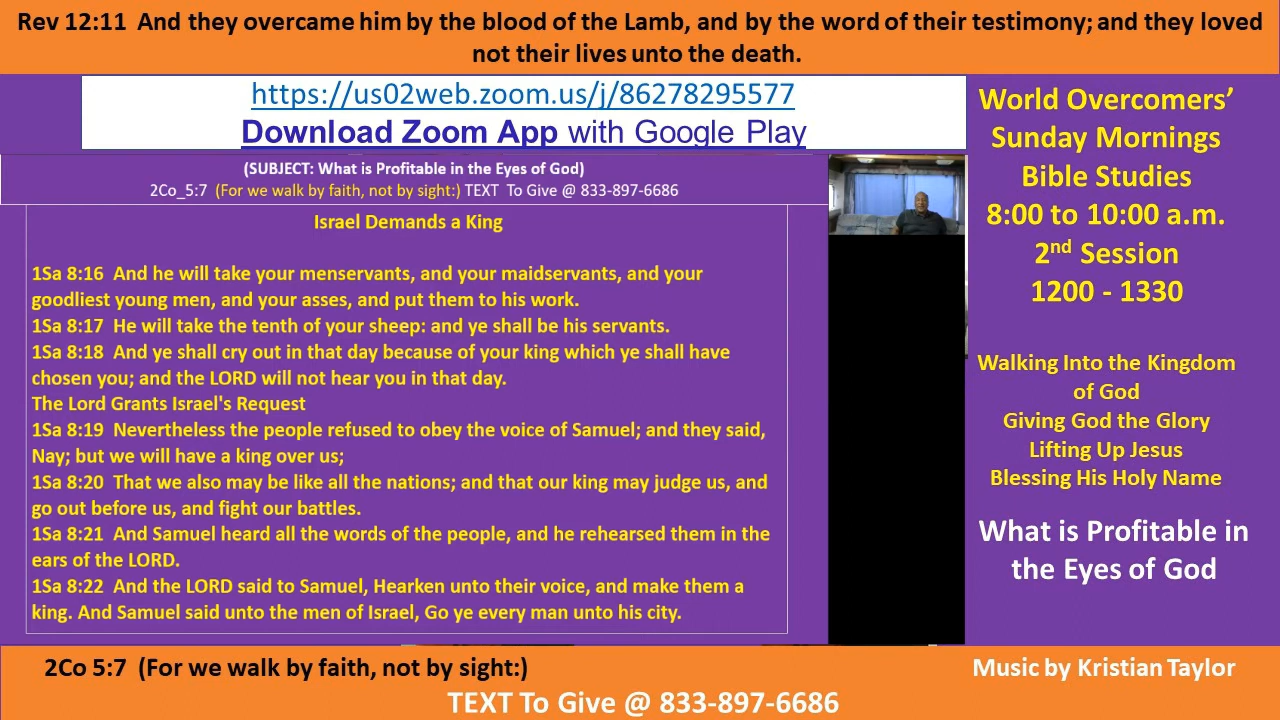 Rev 12:11  And they overcame him by the blood of the Lamb, and by the word of their testimony; and they loved
not their lives unto the death.
https://us02web.zoom.us/j/86278295577
Download Zoom App with Google Play
(SUBJECT: What is Profitable in the Eyes of God)
2Co_5:7  (For we walk by faith, not by sight:) TEXT  To Give @ 833-897-6686
Israel Demands a King
1Sa 8:16  And he will take your menservants, and your maidservants, and your
goodliest young men, and your asses, and put them to his work.
1Sa 8:17  He will take the tenth of your sheep: and ye shall be his servants.
1Sa 8:18  And ye shall cry out in that day because of your king which ye shall have
chosen you; and the LORD will not hear you in that day.
The Lord Grants Israel's Request
1Sa 8:19  Nevertheless the people refused to obey the voice of Samuel; and they said,
Nay; but we will have a king over us;
1Sa 8:20  That we also may be like all the nations; and that our king may judge us, and
go out before us, and fight our battles.
1Sa 8:21  And Samuel heard all the words of the people, and he rehearsed them in the
ears of the LORD.
1Sa 8:22  And the LORD said to Samuel, Hearken unto their voice, and make them a
king. And Samuel said unto the men of Israel, Go ye every man unto his city.
World Overcomers’
Sunday Mornings
Bible Studies
8:00 to 10:00 a.m.
2nd Session
1200 - 1330
Walking Into the Kingdom
of God
Giving God the Glory
Lifting Up Jesus
Blessing His Holy Name
What is Profitable in
the Eyes of God
2Co 5:7  (For we walk by faith, not by sight:)
Music by Kristian Taylor
TEXT To Give @ 833-897-6686